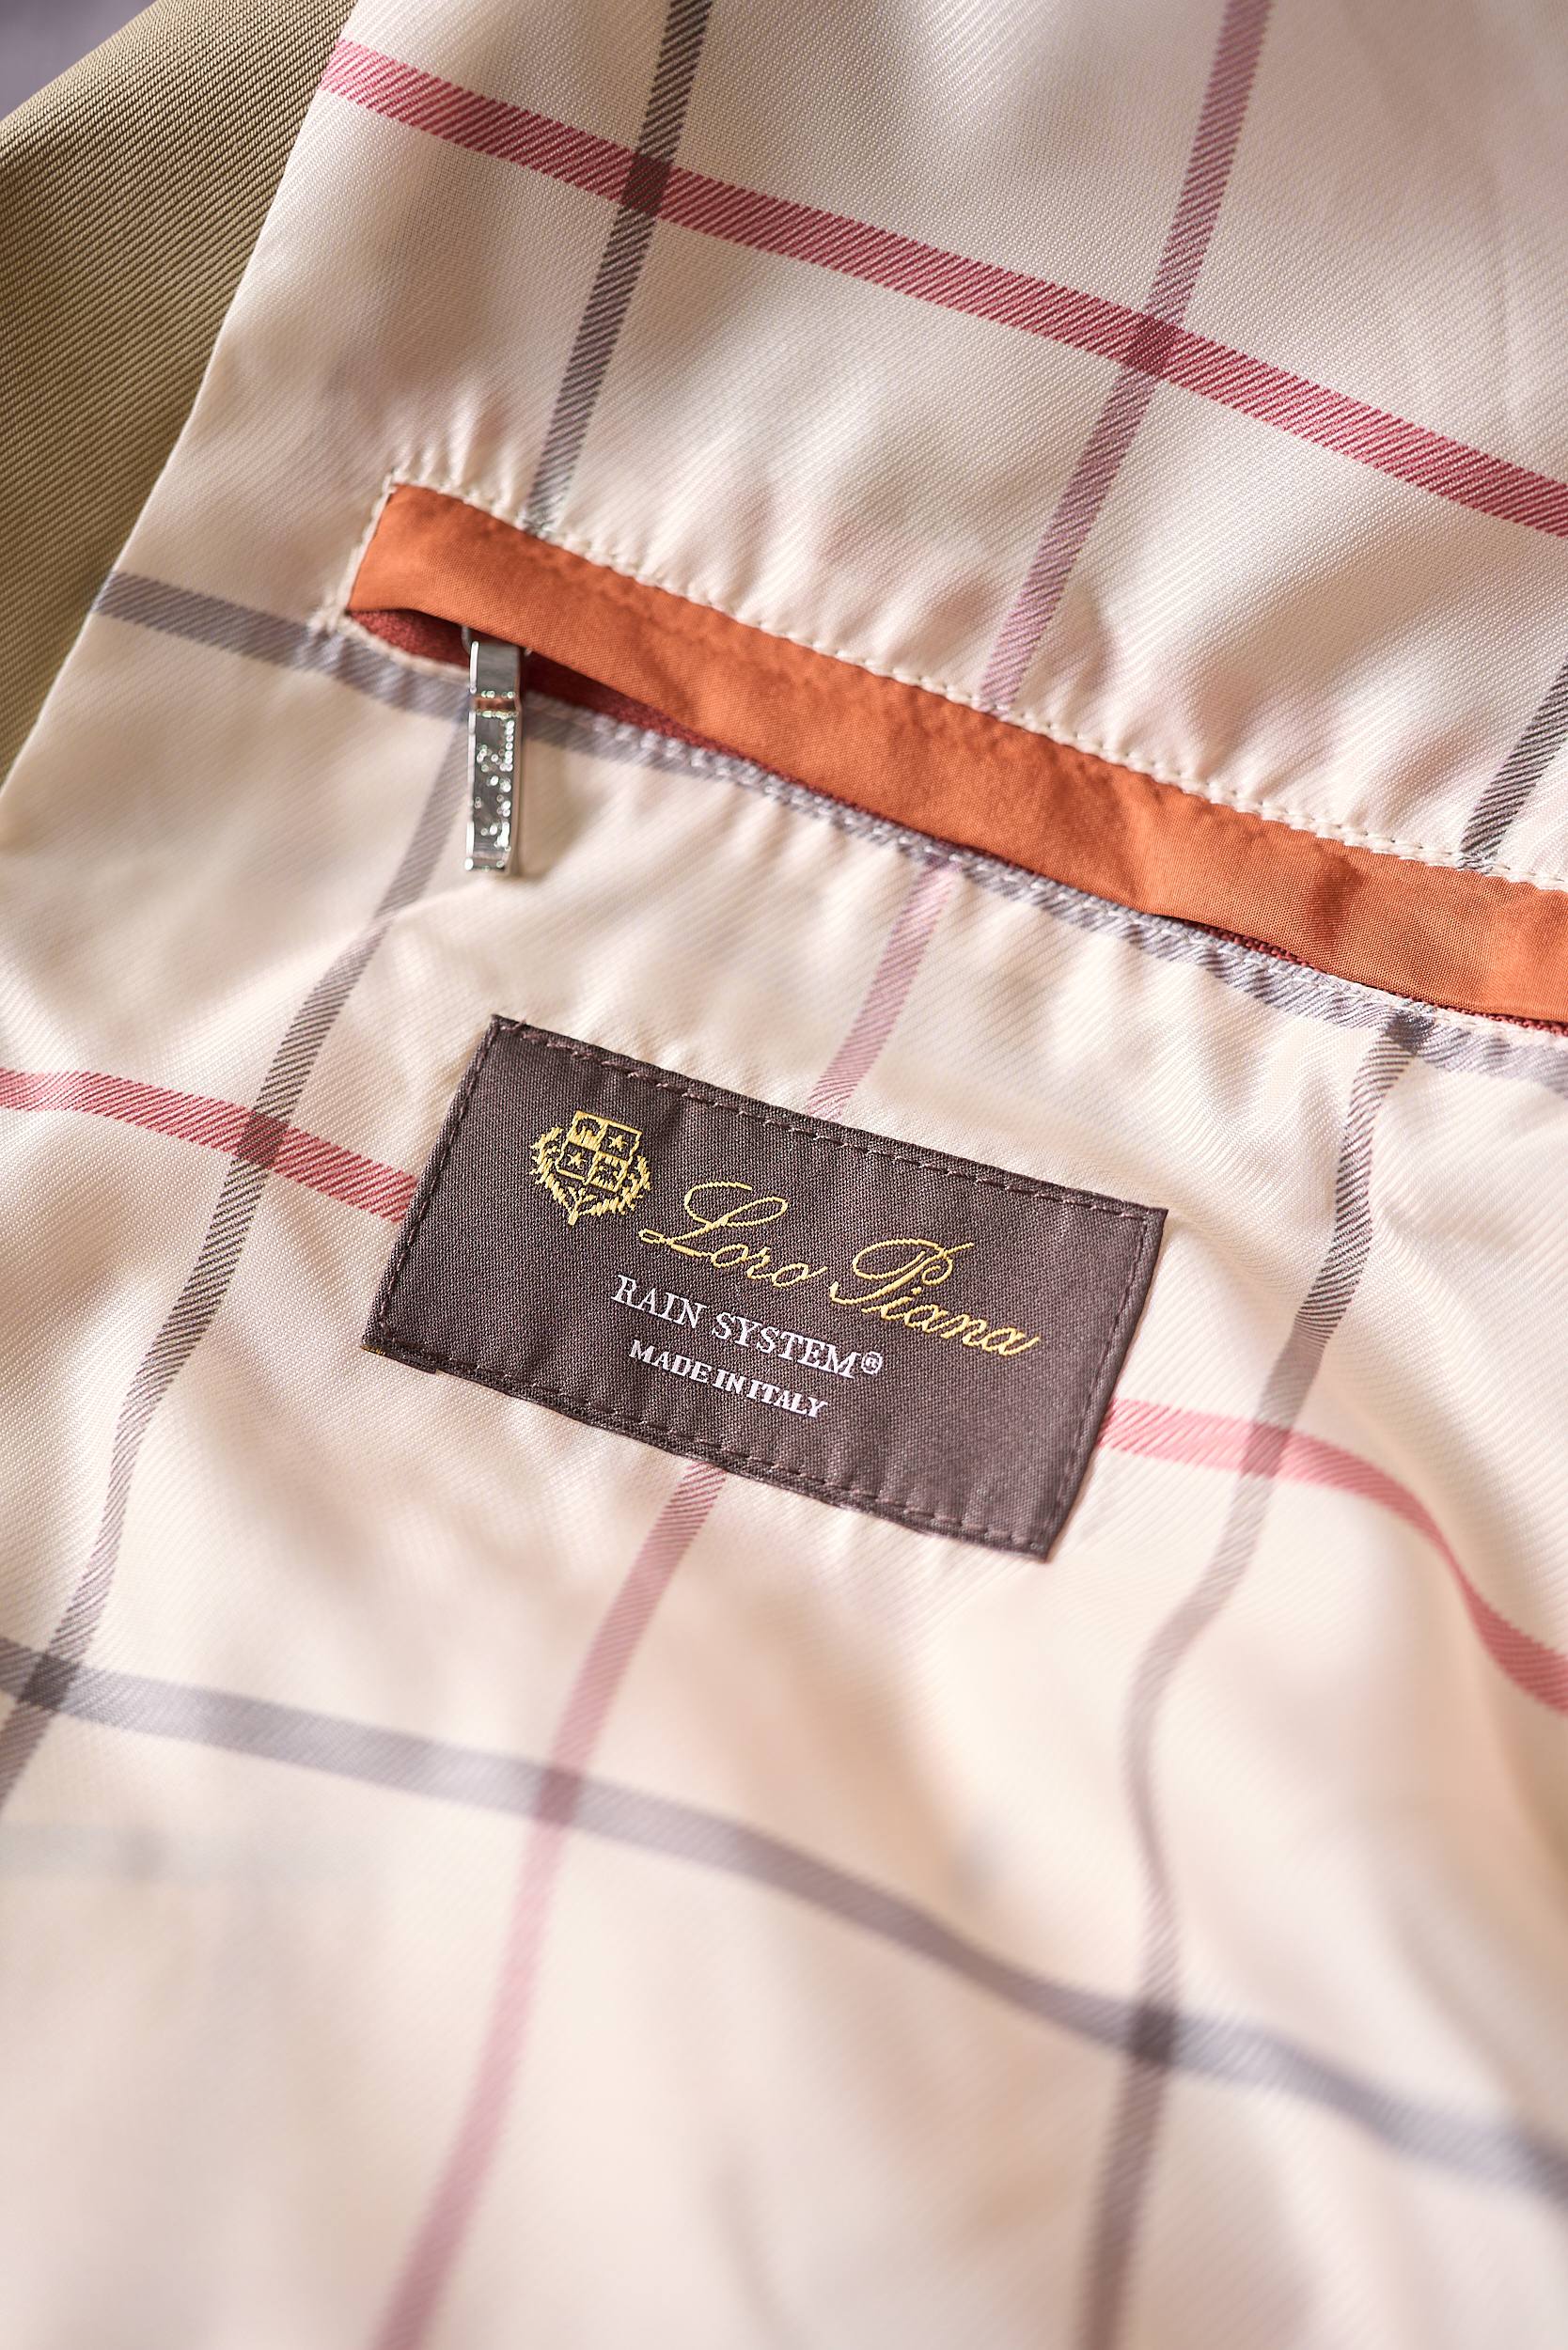 Loro Piana
RAIN SYSTEM®
MADE IN ITALY